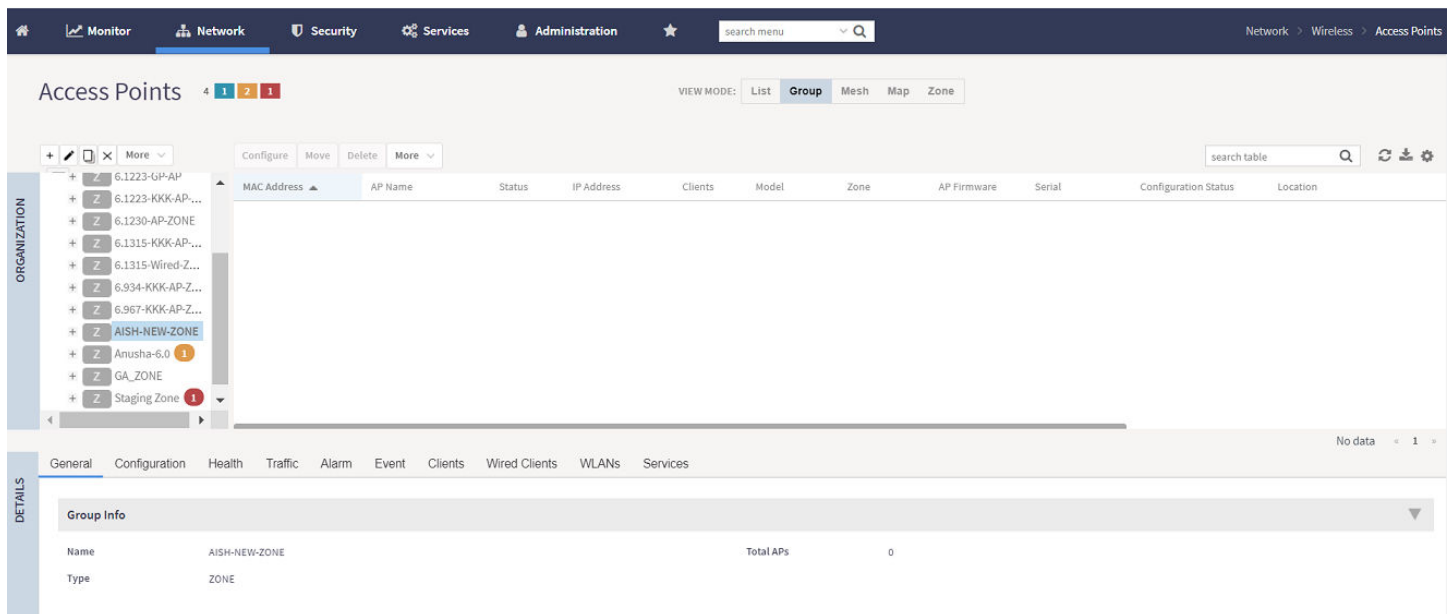 Monitor Network Security Services Administration search menu Network > Wireless > Access Points
Access Points 4 1 2 1 VIEW MODE: List Group Mesh Map Zone
+ More Configure Move Delete More search table
MAC Address AP Name Status IP Address Clients Model Zone AP Firmware Serial Configuration Status Location
ORGANIZATION
+ Z 6.1223-GP-AP
+ Z 6.1223-KKK-AP-...
+ Z 6.1230-AP-ZONE
+ Z 6.1315-KKK-AP-...
+ Z 6.1315-Wired-Z...
+ Z 6.934-KKK-AP-Z...
+ Z 6.967-KKK-AP-Z...
+ Z AISH-NEW-ZONE
+ Z Anusha-6.0 1
+ Z GA_ZONE
+ Z Staging Zone 1
No data « 1 »
DETAILS
General Configuration Health Traffic Alarm Event Clients Wired Clients WLANs Services
Group Info
Name AISH-NEW-ZONE Total APs 0
Type ZONE